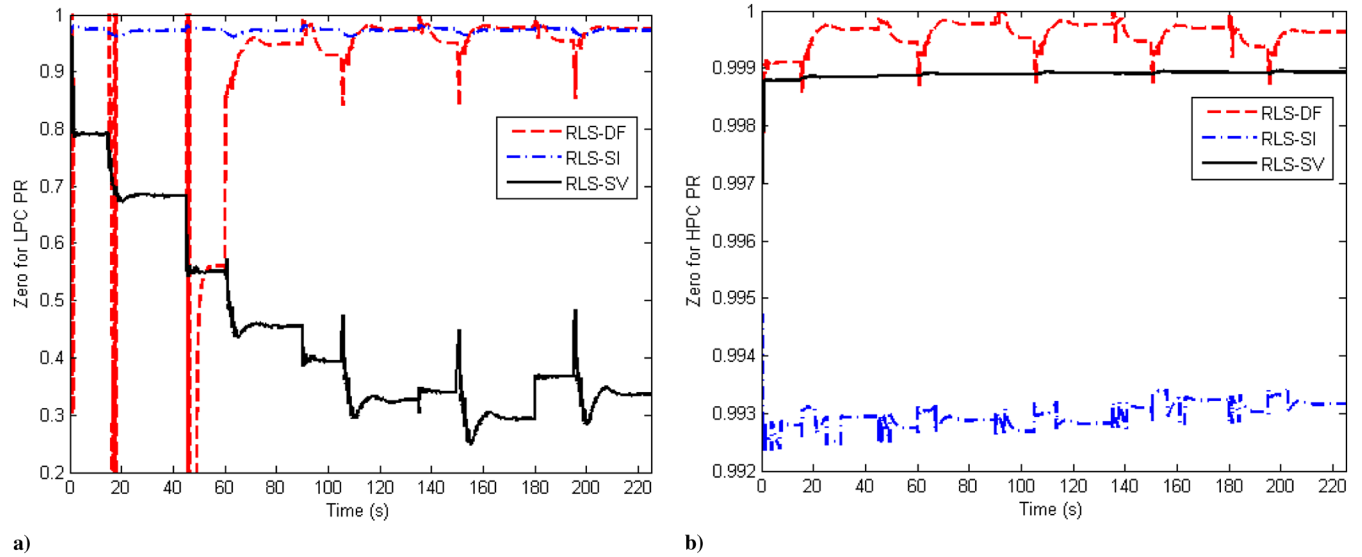 1
0.9
0.8
0.7
0.6
0.5
0.4
0.3
0.2
Zero for LPC PR
RLS-DF
RLS-SI
RLS-SV
0 20 40 60 80 100 120 140 160 180 200 220
Time (s)
a)
1
0.999
0.998
0.997
0.996
0.995
0.994
0.993
0.992
Zero for HPC PR
RLS-DF
RLS-SI
RLS-SV
0 20 40 60 80 100 120 140 160 180 200 220
Time (s)
b)